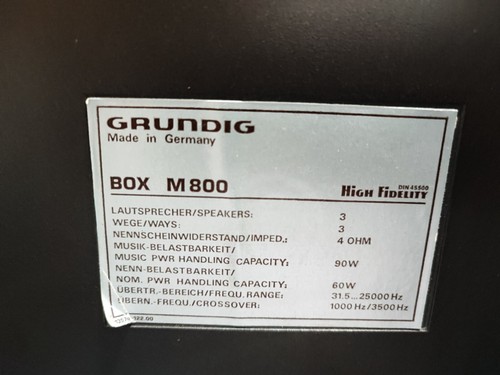 GRUNDIG
Made in Germany
DIN 45500
BOX M 800 HIGH FIDELITY
LAUTSPRECHER/SPEAKERS: 3
WEGE/WAYS: 3
NENNSCHEINWIDERSTAND/IMPED.: 4 OHM
MUSIK-BELASTBARKEIT/
MUSIC PWR HANDLING CAPACITY: 90W
NENN-BELASTBARKEIT/
NOM. PWR HANDLING CAPACITY: 60W
ÜBERTR.-BEREICH/FREQU. RANGE: 31.5...25000 Hz
ÜBERN.-FREQU./CROSSOVER: 1000 Hz/3500 Hz